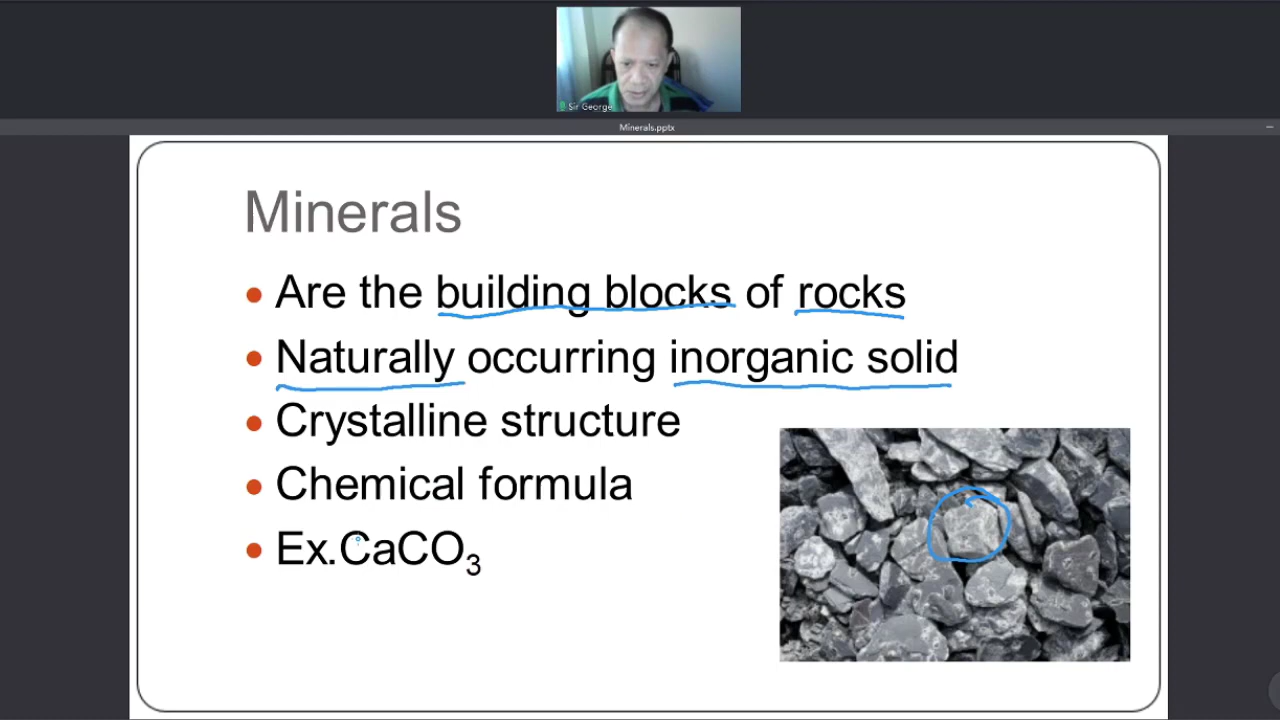 Sir George
Minerals.pptx
Minerals
• Are the building blocks of rocks
• Naturally occurring inorganic solid
• Crystalline structure
• Chemical formula
• Ex.CaCO₃